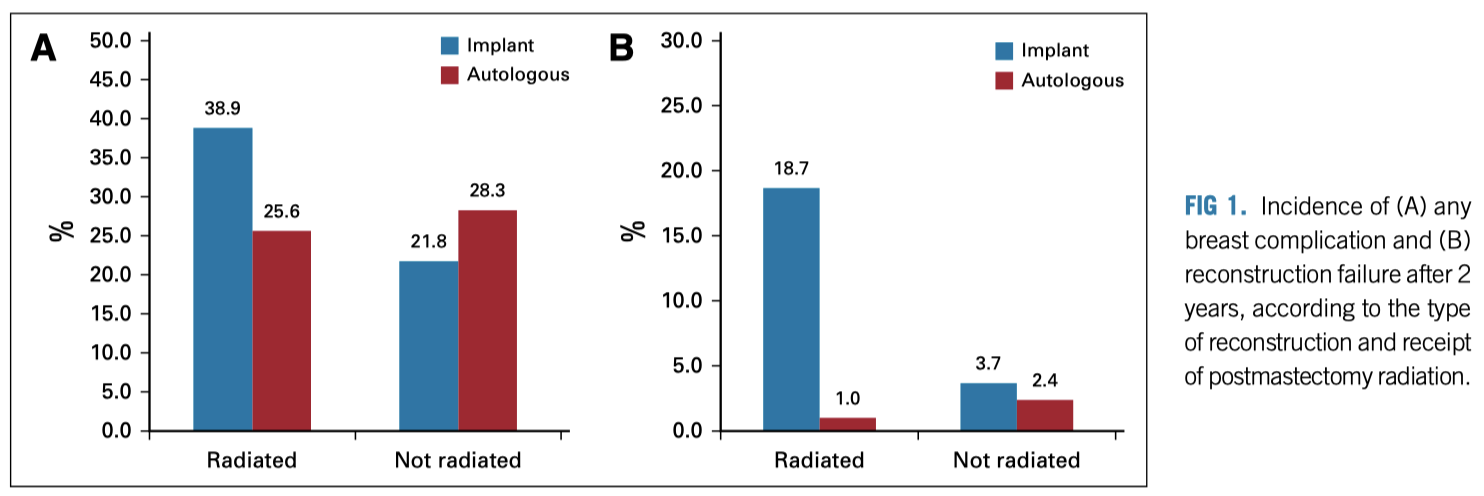 A
50.0
45.0
40.0
35.0
30.0
25.0
20.0
15.0
10.0
5.0
0.0
%
Implant
Autologous
38.9
25.6
21.8
28.3
Radiated
Not radiated
B
30.0
25.0
20.0
15.0
10.0
5.0
0.0
%
Implant
Autologous
18.7
1.0
3.7
2.4
Radiated
Not radiated
FIG 1. Incidence of (A) any
breast complication and (B)
reconstruction failure after 2
years, according to the type
of reconstruction and receipt
of postmastectomy radiation.